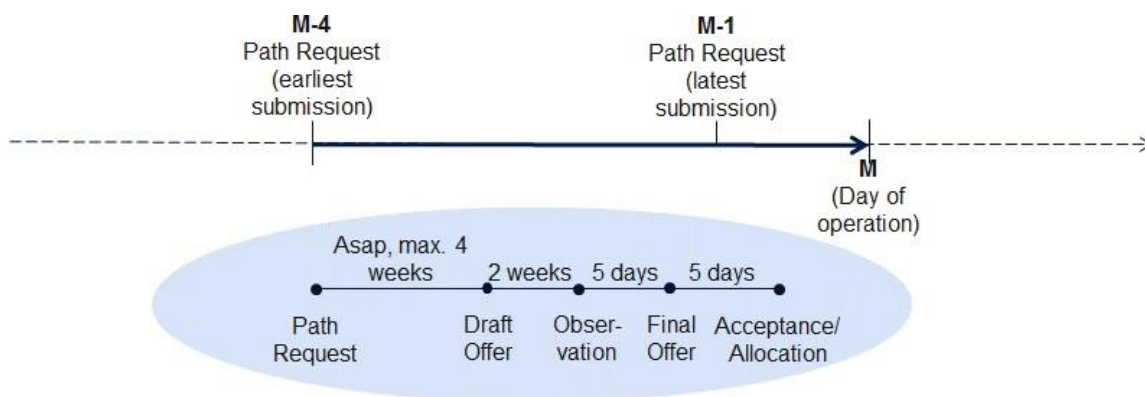 M-4
Path Request
(earliest
submission)
M-1
Path Request
(latest
submission)
M
(Day of
operation)
Asap, max. 4
weeks
2 weeks
5 days
5 days
Path
Request
Draft
Offer
Obser-
vation
Final
Offer
Acceptance/
Allocation